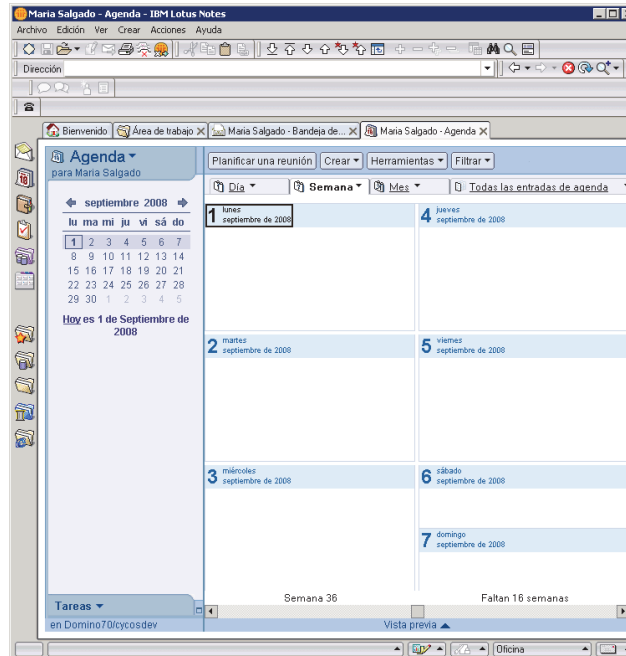 Maria Salgado - Agenda - IBM Lotus Notes
Archivo Edición Ver Crear Acciones Ayuda
Dirección
Bienvenido Área de trabajo Maria Salgado - Bandeja de... Maria Salgado - Agenda
Agenda
para Maria Salgado
Planificar una reunión Crear Herramientas Filtrar
18
Día Semana Mes Todas las entradas de agenda
septiembre 2008
lu ma mi ju vi sá do
1 2 3 4 5 6 7
8 9 10 11 12 13 14
15 16 17 18 19 20 21
22 23 24 25 26 27 28
29 30 1 2 3 4 5
Hoy es 1 de Septiembre de
2008
1 lunes
septiembre de 2008
4 jueves
septiembre de 2008
2 martes
septiembre de 2008
5 viernes
septiembre de 2008
3 miércoles
septiembre de 2008
6 sábado
septiembre de 2008
7 domingo
septiembre de 2008
Semana 36 Faltan 16 semanas
Tareas
en Domino70/cycosdev
Vista previa
Oficina